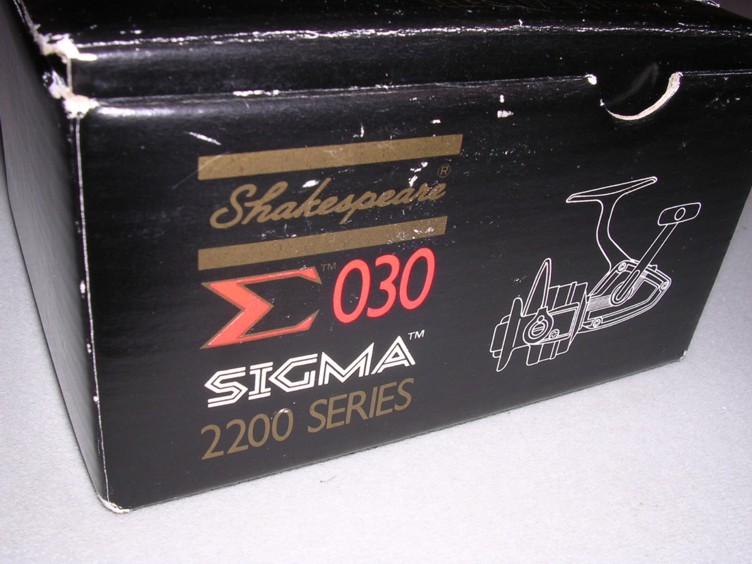 Shakespeare®
Σ™ 030
SIGMA™
2200 SERIES